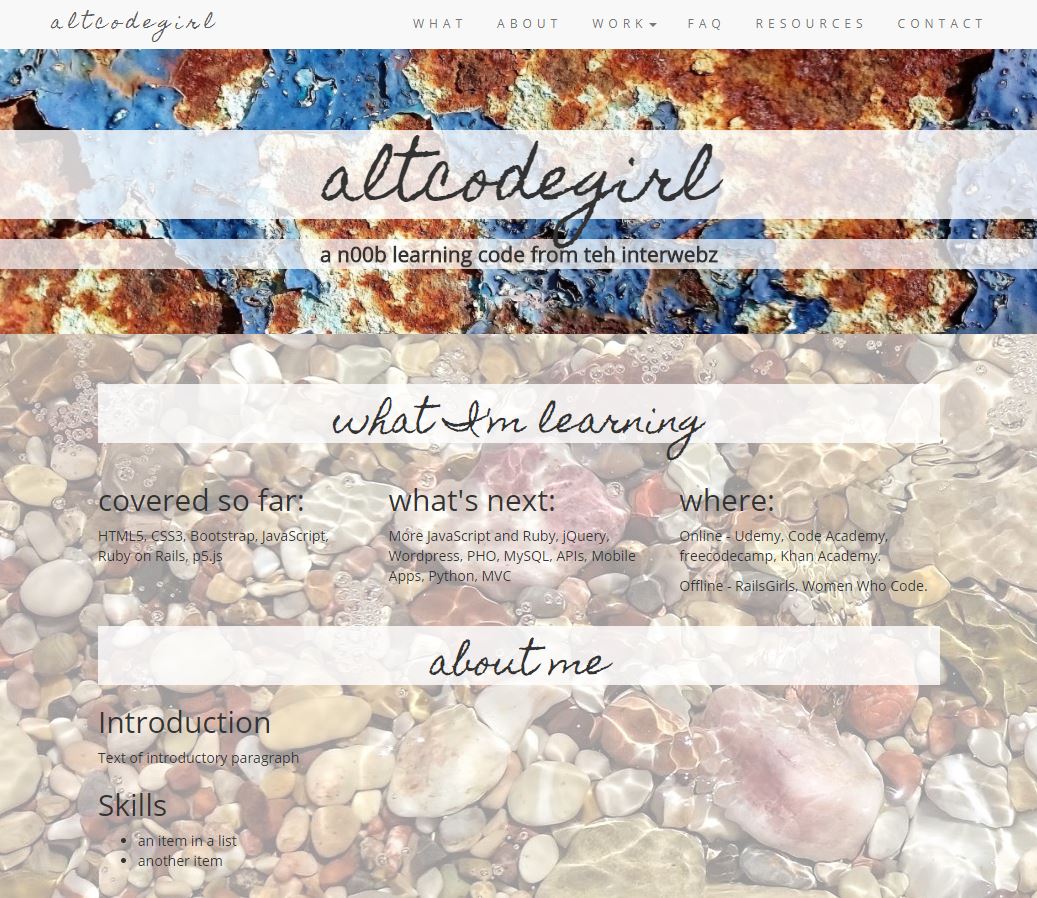 altcodegirl
WHAT ABOUT WORK FAQ RESOURCES CONTACT
altcodegirl
a n00b learning code from teh interwebz
what I'm learning
covered so far:
HTML5, CSS3, Bootstrap, JavaScript,
Ruby on Rails, p5.js
what's next:
More JavaScript and Ruby, jQuery,
Wordpress, PHO, MySQL, APIs, Mobile
Apps, Python, MVC
where:
Online - Udemy, Code Academy,
freecodecamp, Khan Academy.
Offline - RailsGirls, Women Who Code.
about me
Introduction
Text of introductory paragraph
Skills
• an item in a list
• another item